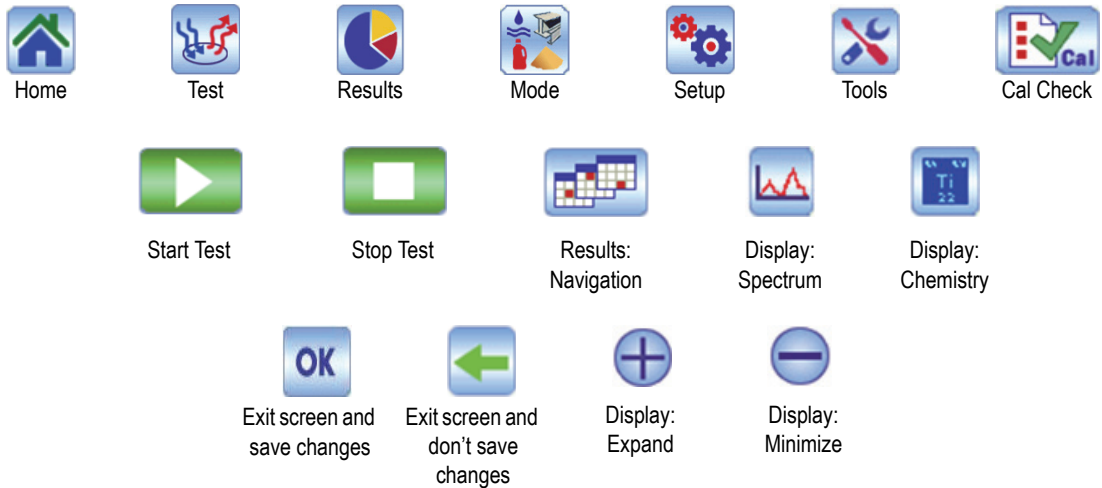 Cal
Home
Test
Results
Mode
Setup
Tools
Cal Check
Ti
22
Start Test
Stop Test
Results:
Navigation
Display:
Spectrum
Display:
Chemistry
OK
Exit screen and
save changes
Exit screen and
don't save
changes
Display:
Expand
Display:
Minimize